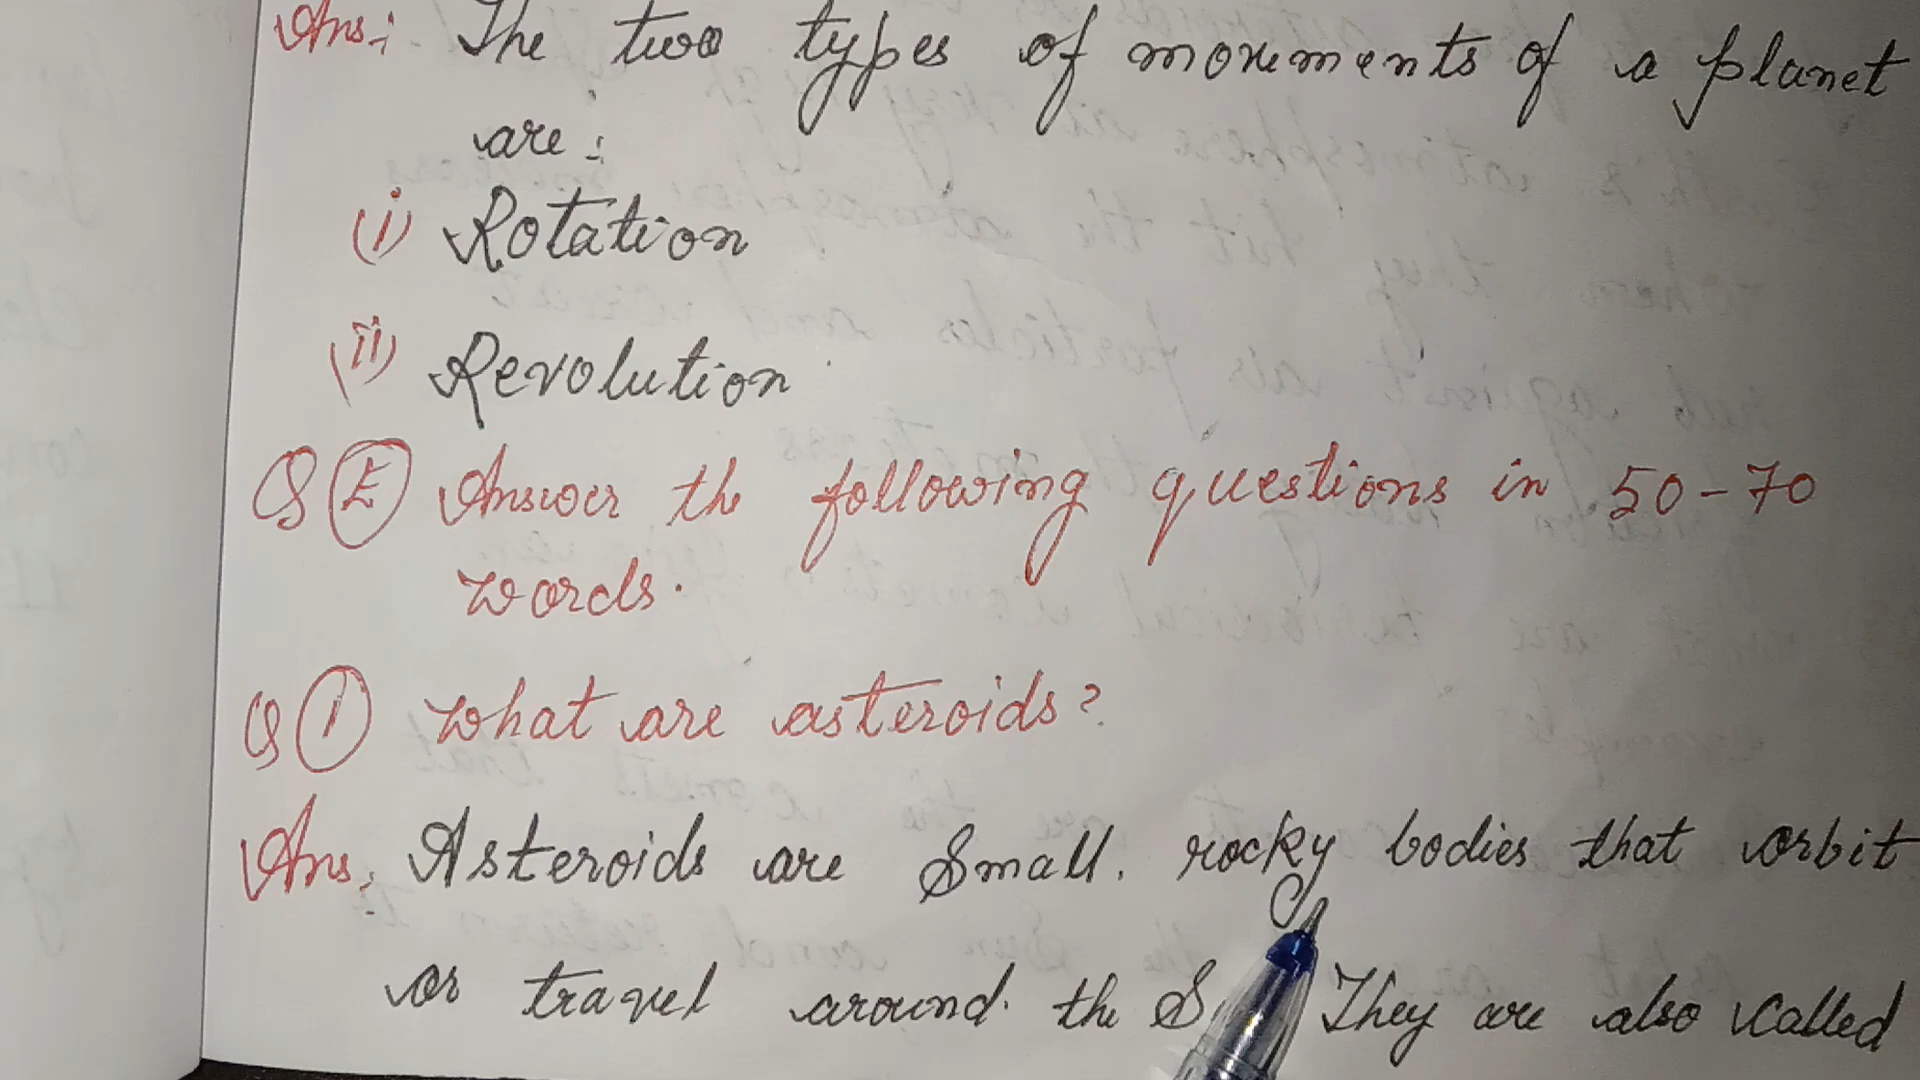 Ans:- The two types of movements of a planet
are:
(i) Rotation
(ii) Revolution
Q E Answer the following questions in 50-70
words.
Q 1 What are asteroids?
Ans: Asteroids are Small. rocky bodies that orbit
or travel around. the S They are also called